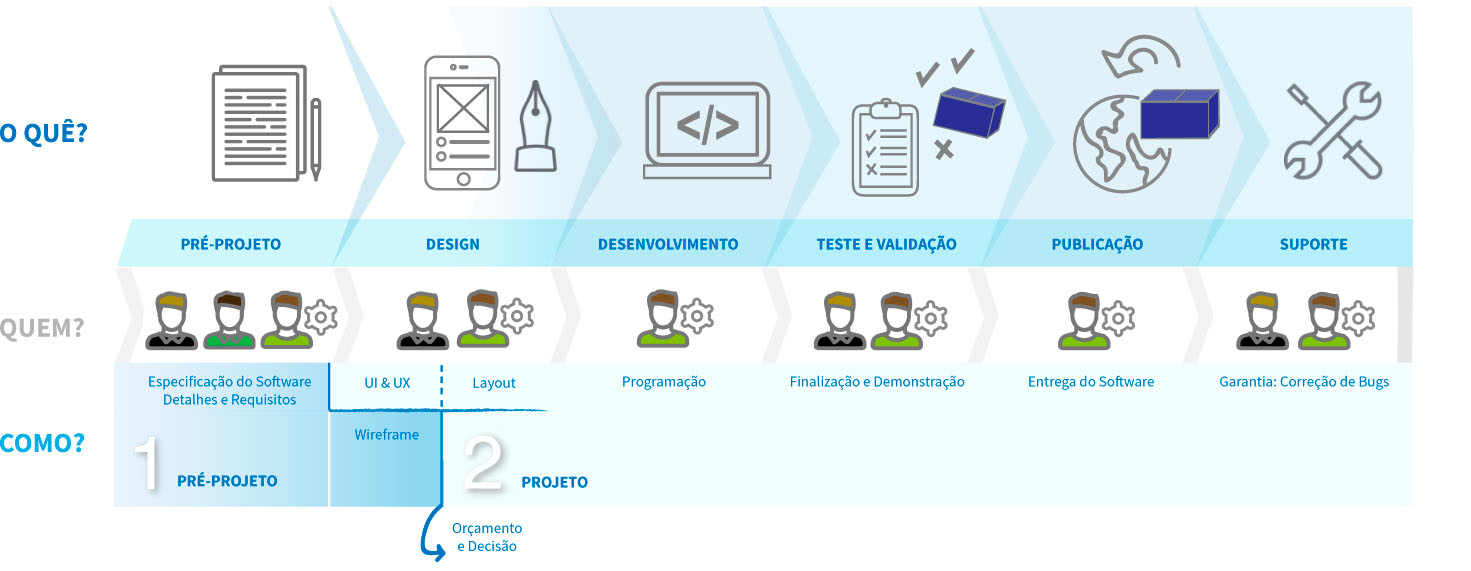 O QUÊ?
</>
PRÉ-PROJETO
DESIGN
DESENVOLVIMENTO
TESTE E VALIDAÇÃO
PUBLICAÇÃO
SUPORTE
QUEM?
Especificação do Software
Detalhes e Requisitos
UI & UX
Layout
Programação
Finalização e Demonstração
Entrega do Software
Garantia: Correção de Bugs
COMO?
Wireframe
1
PRÉ-PROJETO
2
PROJETO
Orçamento
e Decisão